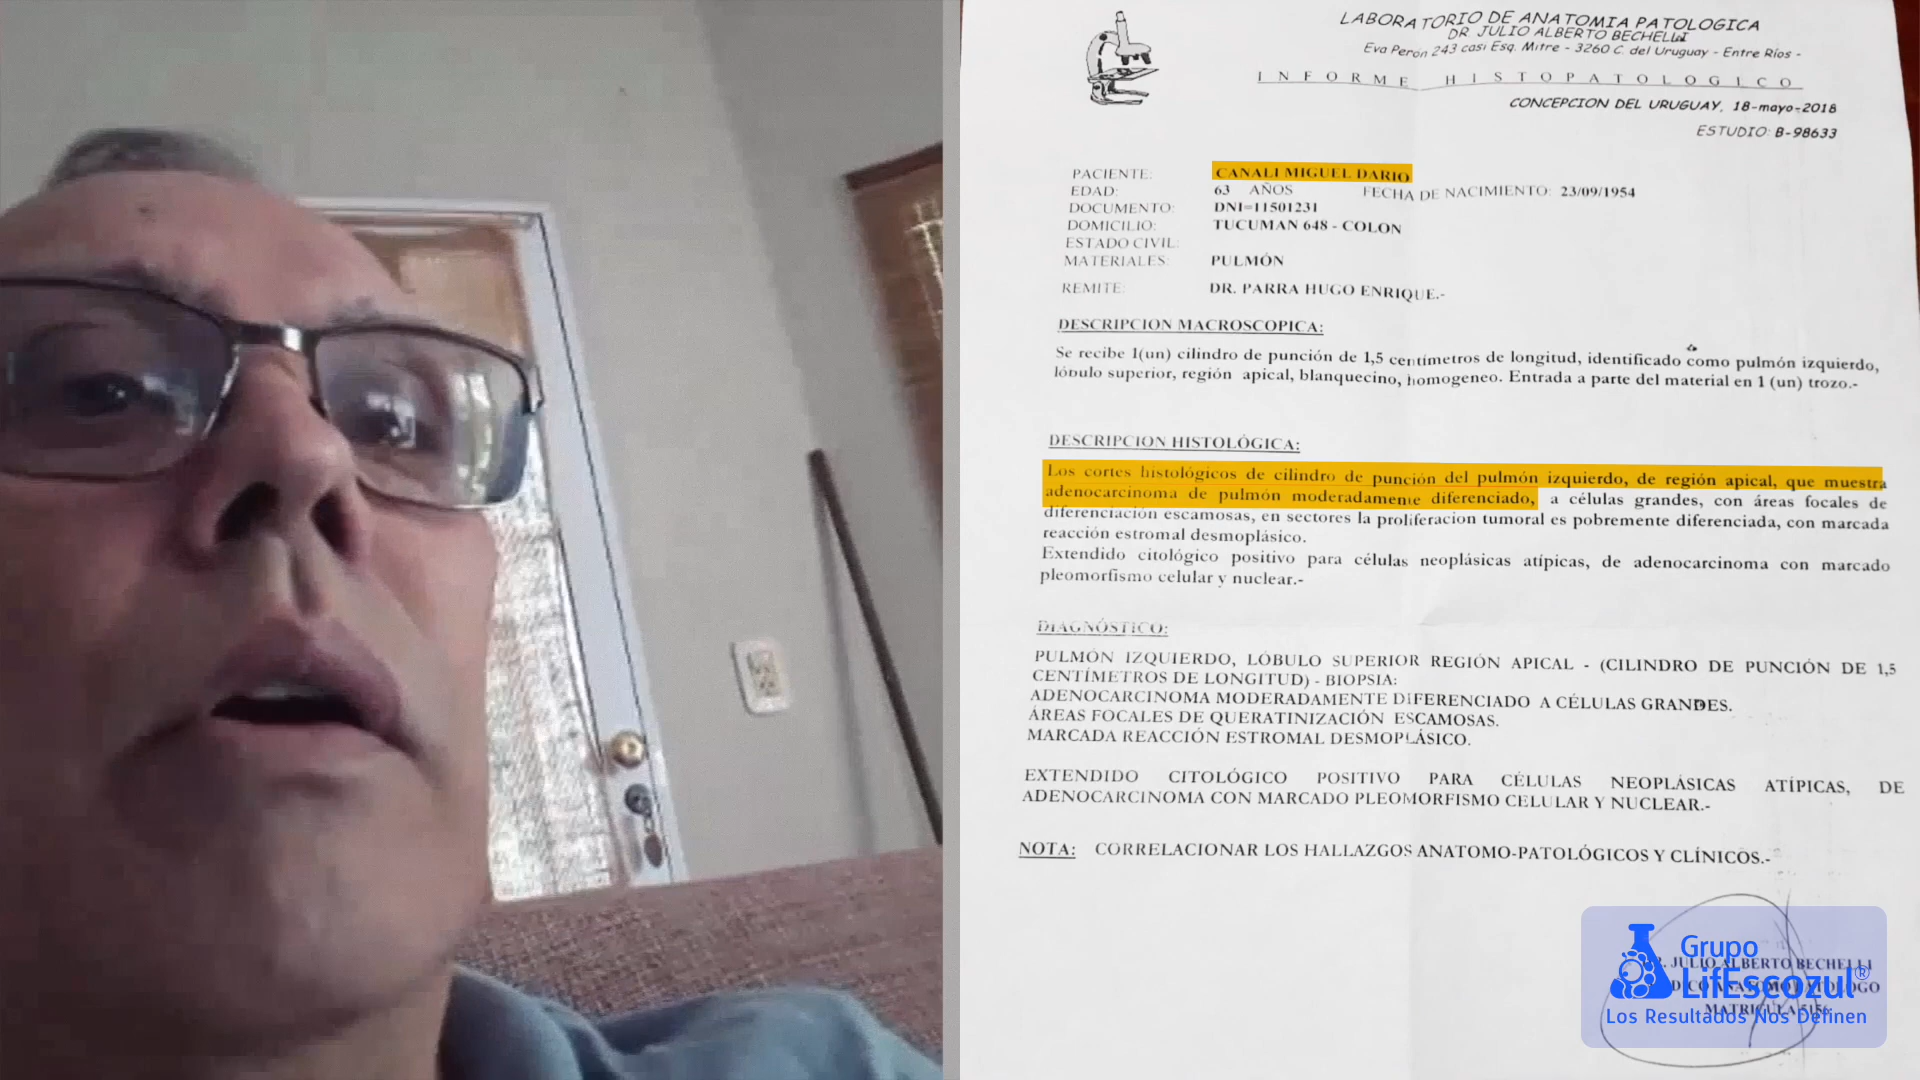 LABORATORIO DE ANATOMIA PATOLOGICA
DR JULIO ALBERTO BECHELLI
Eva Perón 243 casi Esq. Mitre - 3260 C. del Uruguay - Entre Ríos -
INFORME HISTOPATOLOGICO
CONCEPCION DEL URUGUAY, 18-mayo-2018
ESTUDIO: B-98633
PACIENTE: CANALI MIGUEL DARIO
EDAD: 63 AÑOS FECHA DE NACIMIENTO: 23/09/1954
DOCUMENTO: DNI=11501231
DOMICILIO: TUCUMAN 648 - COLON
ESTADO CIVIL:
MATERIALES: PULMÓN
REMITE: DR. PARRA HUGO ENRIQUE.-
DESCRIPCION MACROSCOPICA:
Se recibe 1(un) cilindro de punción de 1,5 centímetros de longitud, identificado como pulmón izquierdo,
lóbulo superior, región apical, blanquecino, homogeneo. Entrada a parte del material en 1 (un) trozo.-
DESCRIPCION HISTOLÓGICA:
Los cortes histológicos de cilindro de punción del pulmón izquierdo, de región apical, que muestra
adenocarcinoma de pulmón moderadamente diferenciado, a células grandes, con áreas focales de
diferenciación escamosas, en sectores la proliferacion tumoral es pobremente diferenciada, con marcada
reacción estromal desmoplásico.
Extendido citológico positivo para células neoplásicas atípicas, de adenocarcinoma con marcado
pleomorfismo celular y nuclear.-
DIAGNÓSTICO:
PULMÓN IZQUIERDO, LÓBULO SUPERIOR REGIÓN APICAL - (CILINDRO DE PUNCIÓN DE 1,5
CENTÍMETROS DE LONGITUD) - BIOPSIA:
ADENOCARCINOMA MODERADAMENTE DIFERENCIADO A CÉLULAS GRANDES.
ÁREAS FOCALES DE QUERATINIZACIÓN ESCAMOSAS.
MARCADA REACCIÓN ESTROMAL DESMOPLÁSICO.
EXTENDIDO CITOLÓGICO POSITIVO PARA CÉLULAS NEOPLÁSICAS ATÍPICAS, DE
ADENOCARCINOMA CON MARCADO PLEOMORFISMO CELULAR Y NUCLEAR.-
NOTA: CORRELACIONAR LOS HALLAZGOS ANATOMO-PATOLÓGICOS Y CLÍNICOS.-
Grupo
JULIO ALBERTO BECHELLI
LifEscozul®
MATRICULA
Los Resultados Nos Definen